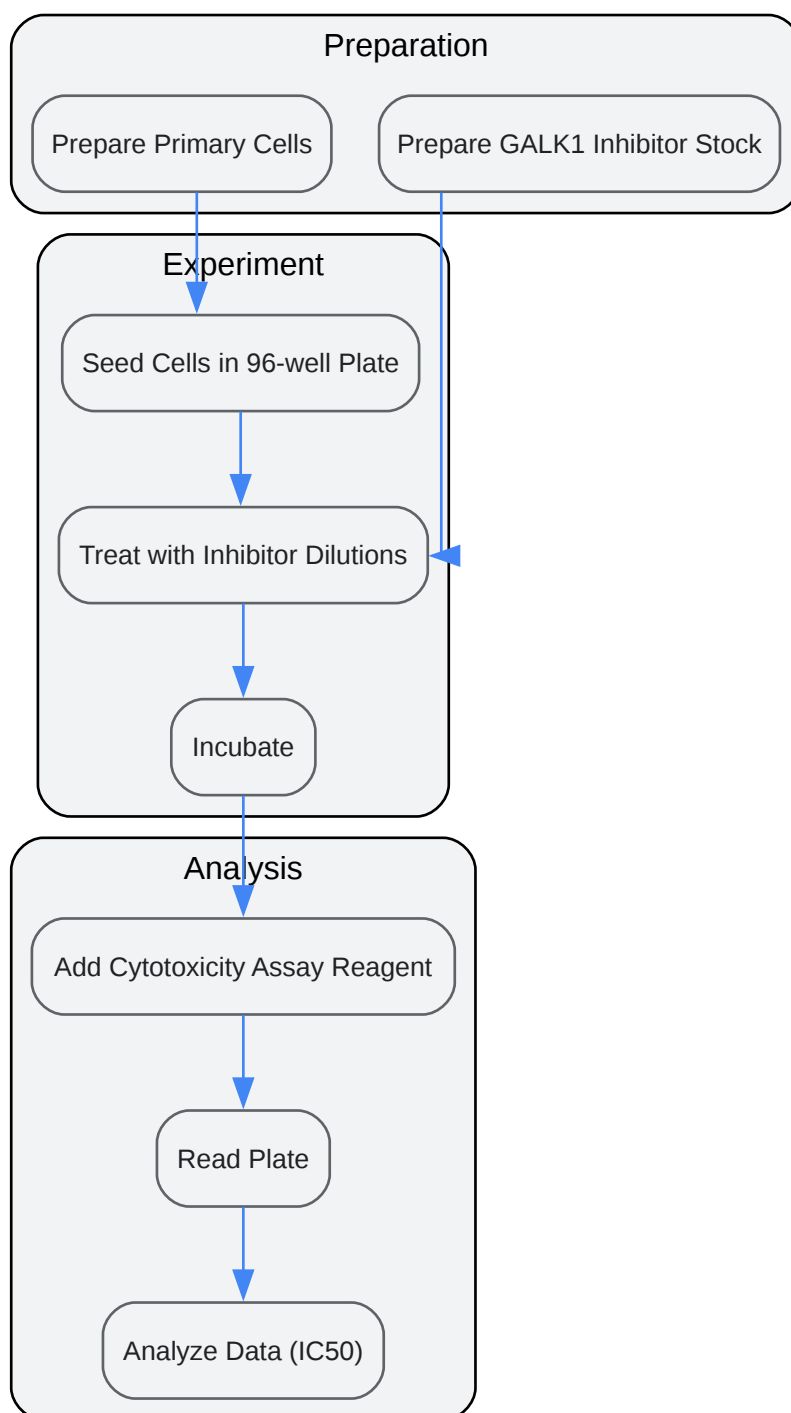 Preparation
Prepare Primary Cells
Prepare GALK1 Inhibitor Stock
Experiment
Seed Cells in 96-well Plate
Treat with Inhibitor Dilutions
Incubate
Analysis
Add Cytotoxicity Assay Reagent
Read Plate
Analyze Data (IC50)